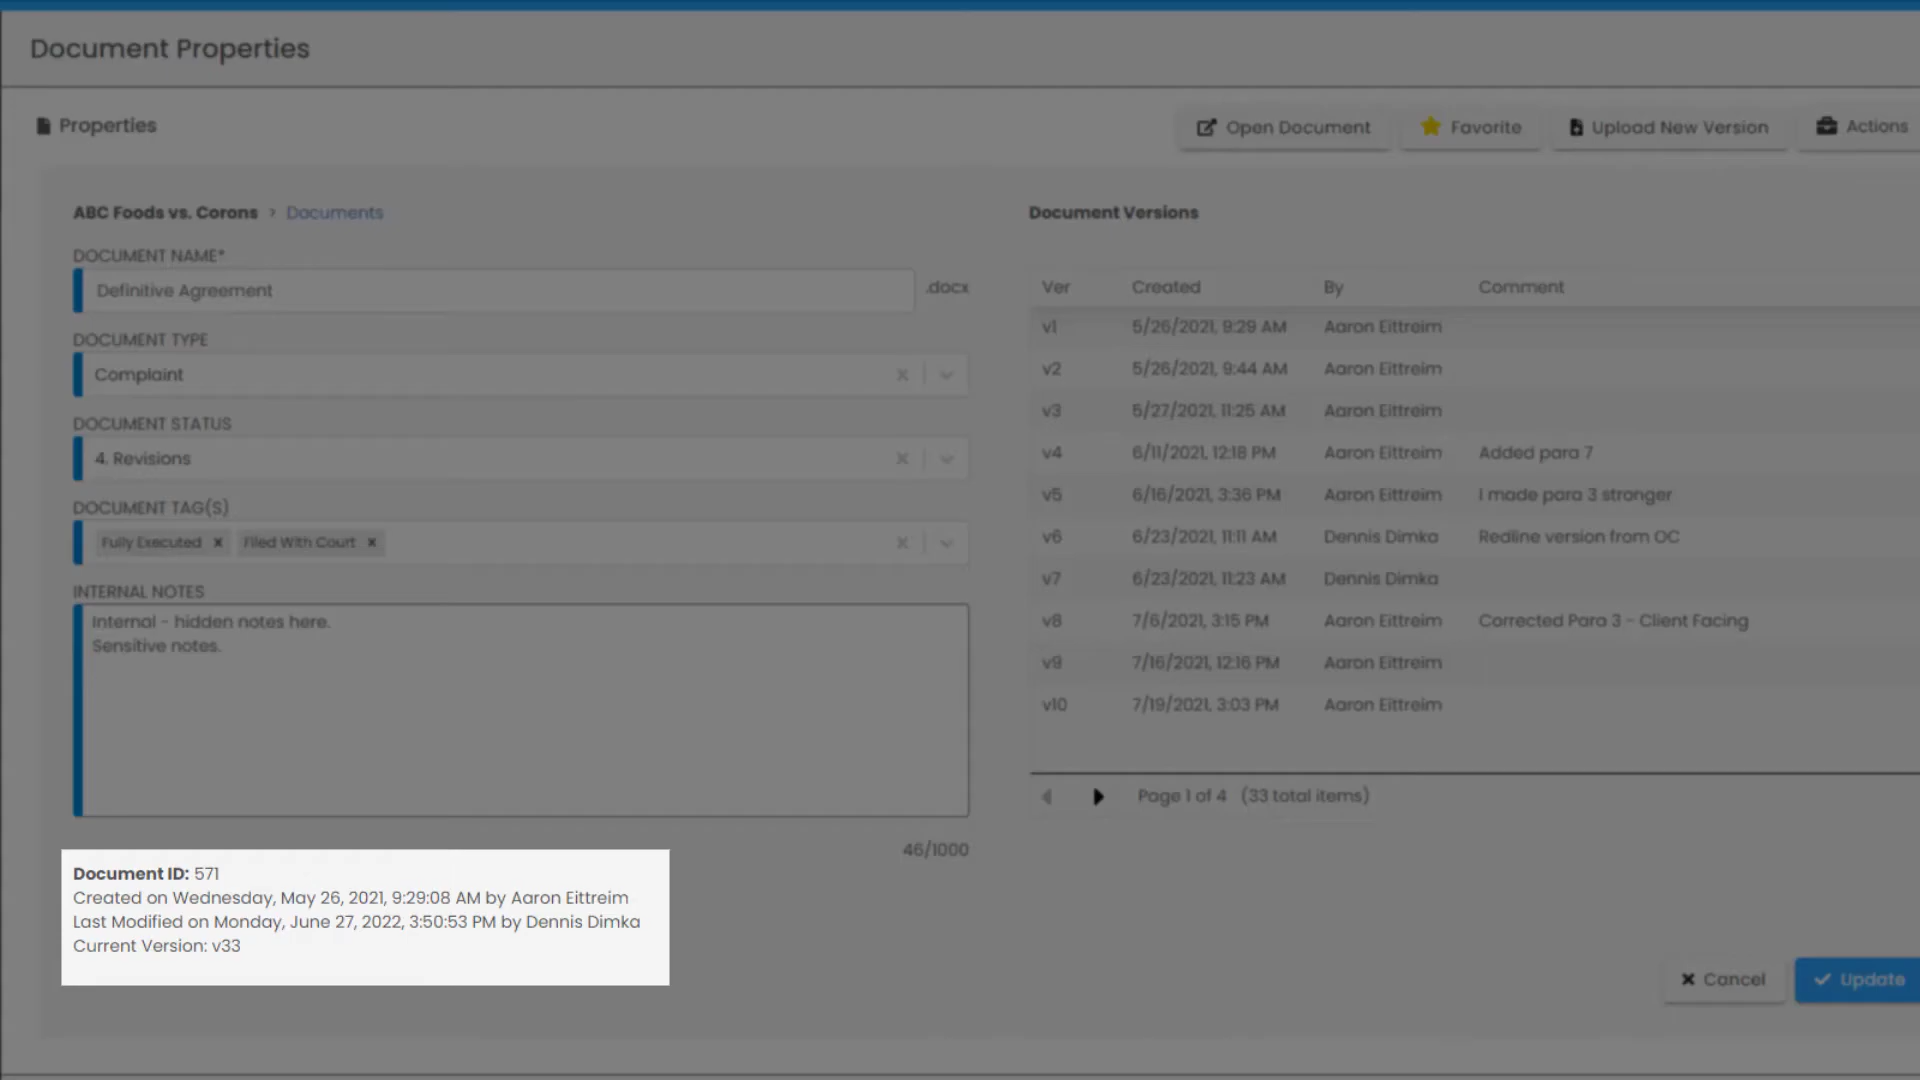 Document Properties
Properties
Open Document
Favorite
Upload New Version
Actions
ABC Foods vs. Corons > Documents
DOCUMENT NAME*
Definitive Agreement
.docx
DOCUMENT TYPE
Complaint
DOCUMENT STATUS
4. Revisions
DOCUMENT TAG(S)
Fully Executed x Filed With Court x
INTERNAL NOTES
Internal - hidden notes here.
Sensitive notes.
46/1000
Document ID: 571
Created on Wednesday, May 26, 2021, 9:29:08 AM by Aaron Eittreim
Last Modified on Monday, June 27, 2022, 3:50:53 PM by Dennis Dimka
Current Version: v33
Document Versions
Ver Created By Comment
v1 5/26/2021, 9:29 AM Aaron Eittreim
v2 5/26/2021, 9:44 AM Aaron Eittreim
v3 5/27/2021, 11:25 AM Aaron Eittreim
v4 6/11/2021, 12:18 PM Aaron Eittreim Added para 7
v5 6/16/2021, 3:36 PM Aaron Eittreim I made para 3 stronger
v6 6/23/2021, 11:11 AM Dennis Dimka Redline version from OC
v7 6/23/2021, 11:23 AM Dennis Dimka
v8 7/6/2021, 3:15 PM Aaron Eittreim Corrected Para 3 - Client Facing
v9 7/16/2021, 12:16 PM Aaron Eittreim
v10 7/19/2021, 3:03 PM Aaron Eittreim
Page 1 of 4 (33 total items)
Cancel
Update